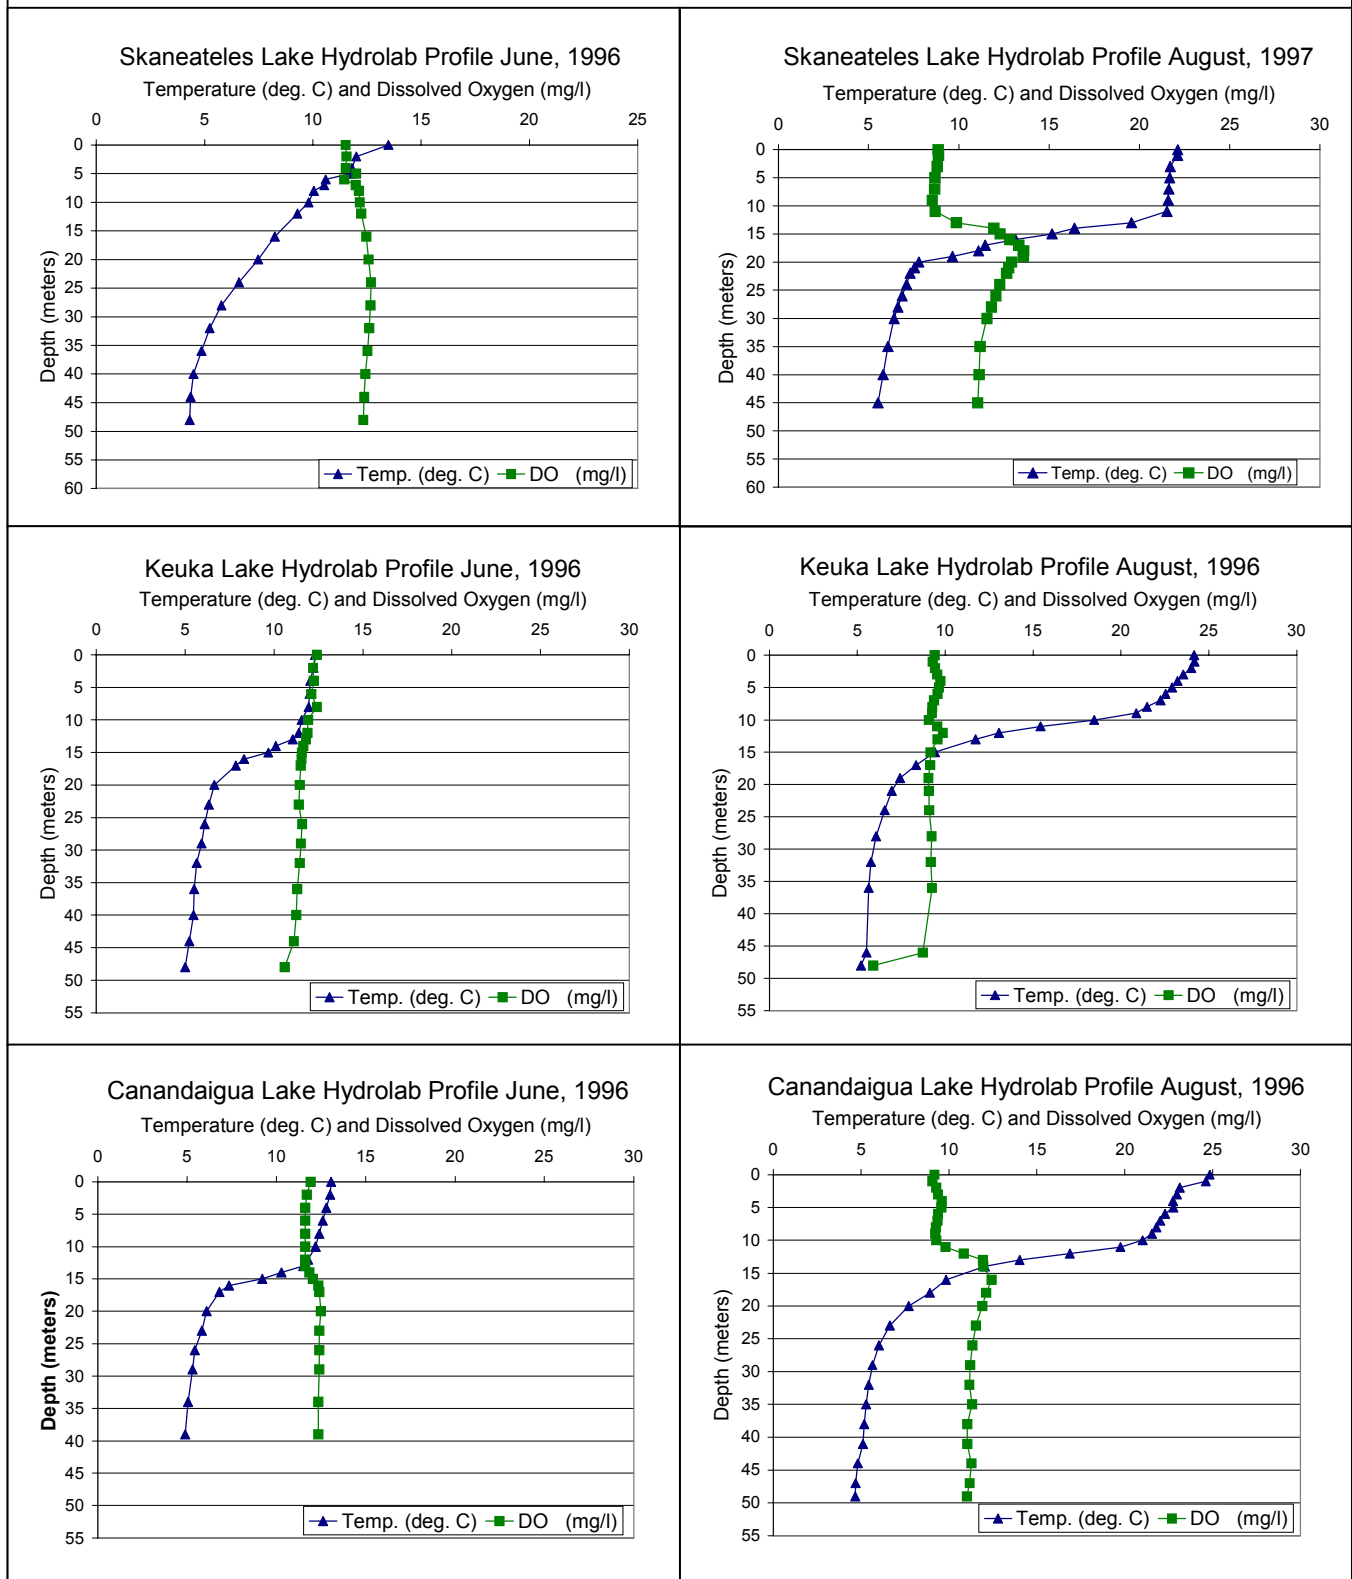 Skaneateles Lake Hydrolab Profile June, 1996
Temperature (deg. C) and Dissolved Oxygen (mg/l)
0 5 10 15 20 25
0
5
10
15
20
25
30
35
40
45
50
55
60
Depth (meters)
Temp. (deg. C) DO (mg/l)
Skaneateles Lake Hydrolab Profile August, 1997
Temperature (deg. C) and Dissolved Oxygen (mg/l)
0 5 10 15 20 25 30
0
5
10
15
20
25
30
35
40
45
50
55
60
Depth (meters)
Temp. (deg. C) DO (mg/l)
Keuka Lake Hydrolab Profile June, 1996
Temperature (deg. C) and Dissolved Oxygen (mg/l)
0 5 10 15 20 25 30
0
5
10
15
20
25
30
35
40
45
50
55
Depth (meters)
Temp. (deg. C) DO (mg/l)
Keuka Lake Hydrolab Profile August, 1996
Temperature (deg. C) and Dissolved Oxygen (mg/l)
0 5 10 15 20 25 30
0
5
10
15
20
25
30
35
40
45
50
55
Depth (meters)
Temp. (deg. C) DO (mg/l)
Canandaigua Lake Hydrolab Profile June, 1996
Temperature (deg. C) and Dissolved Oxygen (mg/l)
0 5 10 15 20 25 30
0
5
10
15
20
25
30
35
40
45
50
55
Depth (meters)
Temp. (deg. C) DO (mg/l)
Canandaigua Lake Hydrolab Profile August, 1996
Temperature (deg. C) and Dissolved Oxygen (mg/l)
0 5 10 15 20 25 30
0
5
10
15
20
25
30
35
40
45
50
55
Depth (meters)
Temp. (deg. C) DO (mg/l)